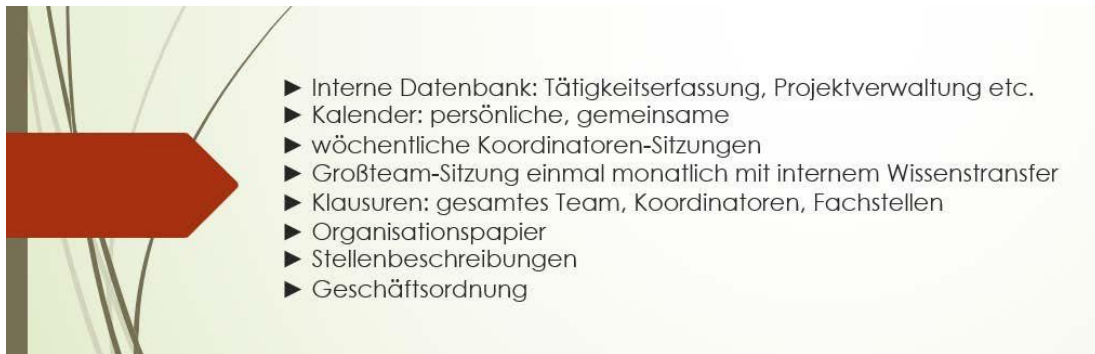 ► Interne Datenbank: Tätigkeitserfassung, Projektverwaltung etc.
► Kalender: persönliche, gemeinsame
► wöchentliche Koordinatoren-Sitzungen
► Großteam-Sitzung einmal monatlich mit internem Wissenstransfer
► Klausuren: gesamtes Team, Koordinatoren, Fachstellen
► Organisationspapier
► Stellenbeschreibungen
► Geschäftsordnung